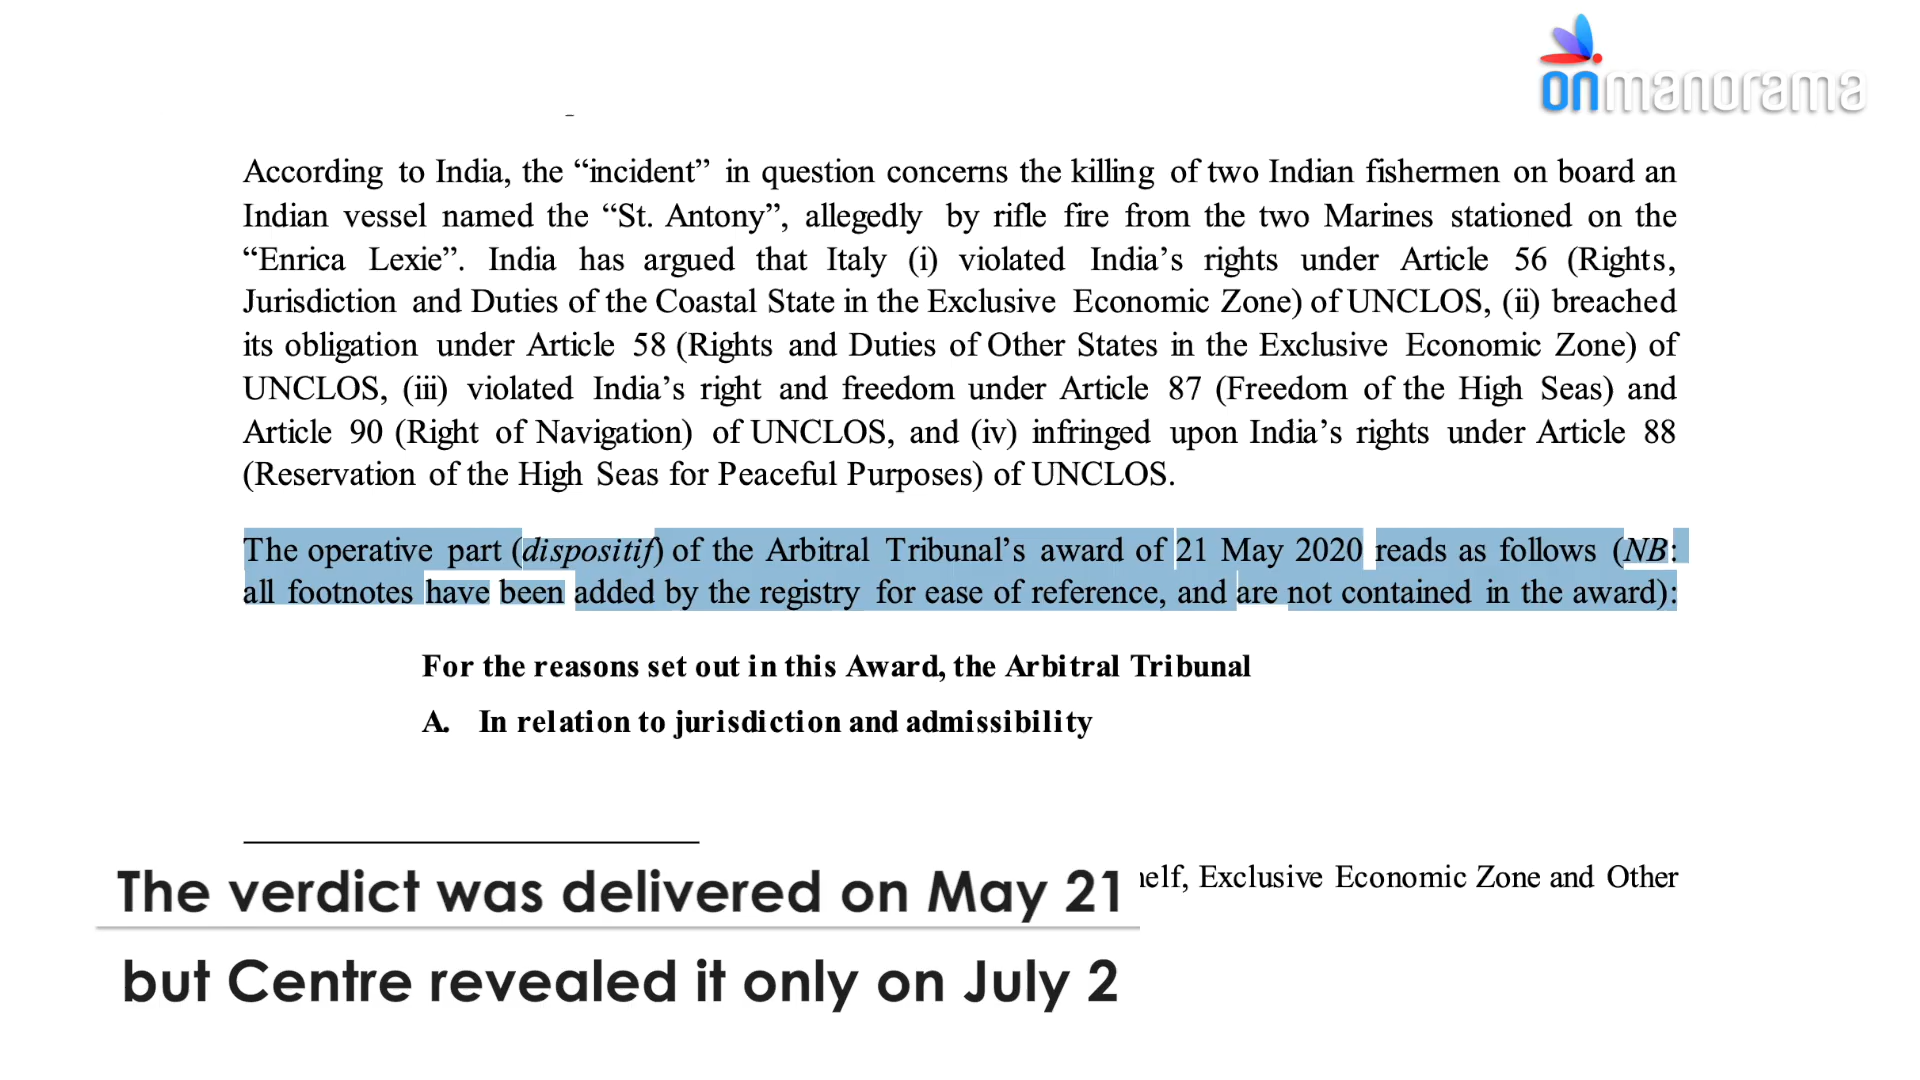 onmanorama
According to India, the “incident” in question concerns the killing of two Indian fishermen on board an
Indian vessel named the “St. Antony”, allegedly by rifle fire from the two Marines stationed on the
“Enrica Lexie”. India has argued that Italy (i) violated India’s rights under Article 56 (Rights,
Jurisdiction and Duties of the Coastal State in the Exclusive Economic Zone) of UNCLOS, (ii) breached
its obligation under Article 58 (Rights and Duties of Other States in the Exclusive Economic Zone) of
UNCLOS, (iii) violated India’s right and freedom under Article 87 (Freedom of the High Seas) and
Article 90 (Right of Navigation) of UNCLOS, and (iv) infringed upon India’s rights under Article 88
(Reservation of the High Seas for Peaceful Purposes) of UNCLOS.
The operative part (dispositif) of the Arbitral Tribunal’s award of 21 May 2020 reads as follows (NB:
all footnotes have been added by the registry for ease of reference, and are not contained in the award):
For the reasons set out in this Award, the Arbitral Tribunal
A. In relation to jurisdiction and admissibility
Exclusive Economic Zone and Other
The verdict was delivered on May 21
but Centre revealed it only on July 2